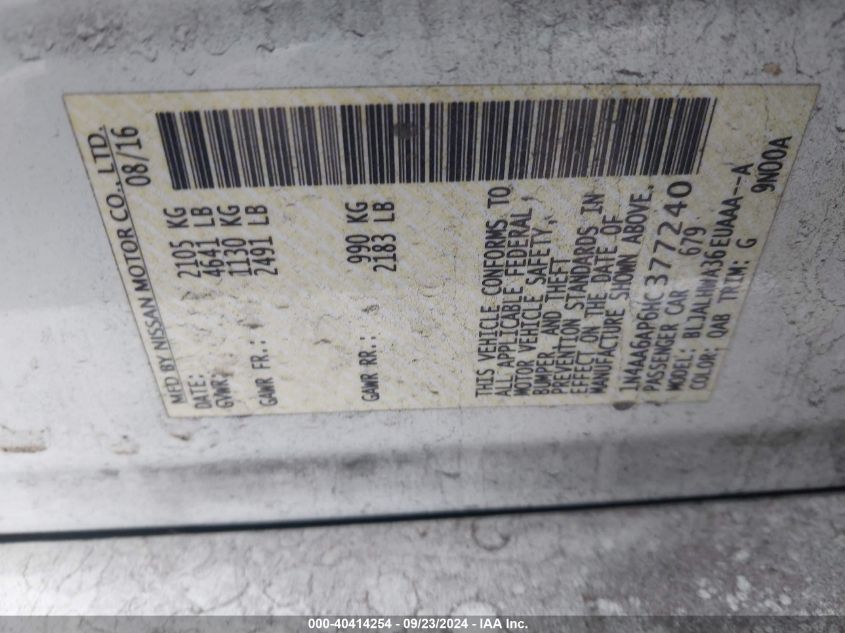 MFD BY NISSAN MOTOR CO., LTD.
DATE: 08/16
GVWR: 2105 KG
4641 LB
GAWR FR.: 1130 KG
2491 LB
GAWR RR.: 990 KG
2183 LB
THIS VEHICLE CONFORMS TO
ALL APPLICABLE FEDERAL
MOTOR VEHICLE SAFETY,
BUMPER, AND THEFT
PREVENTION STANDARDS IN
EFFECT ON THE DATE OF
MANUFACTURE SHOWN ABOVE.
1N4AA6AP6HC377240
PASSENGER CAR 679
MODEL: BLJALHWA36EUAAA--A
COLOR: QAB TRIM: G 9N00A
000-40414254 - 09/23/2024 - IAA Inc.